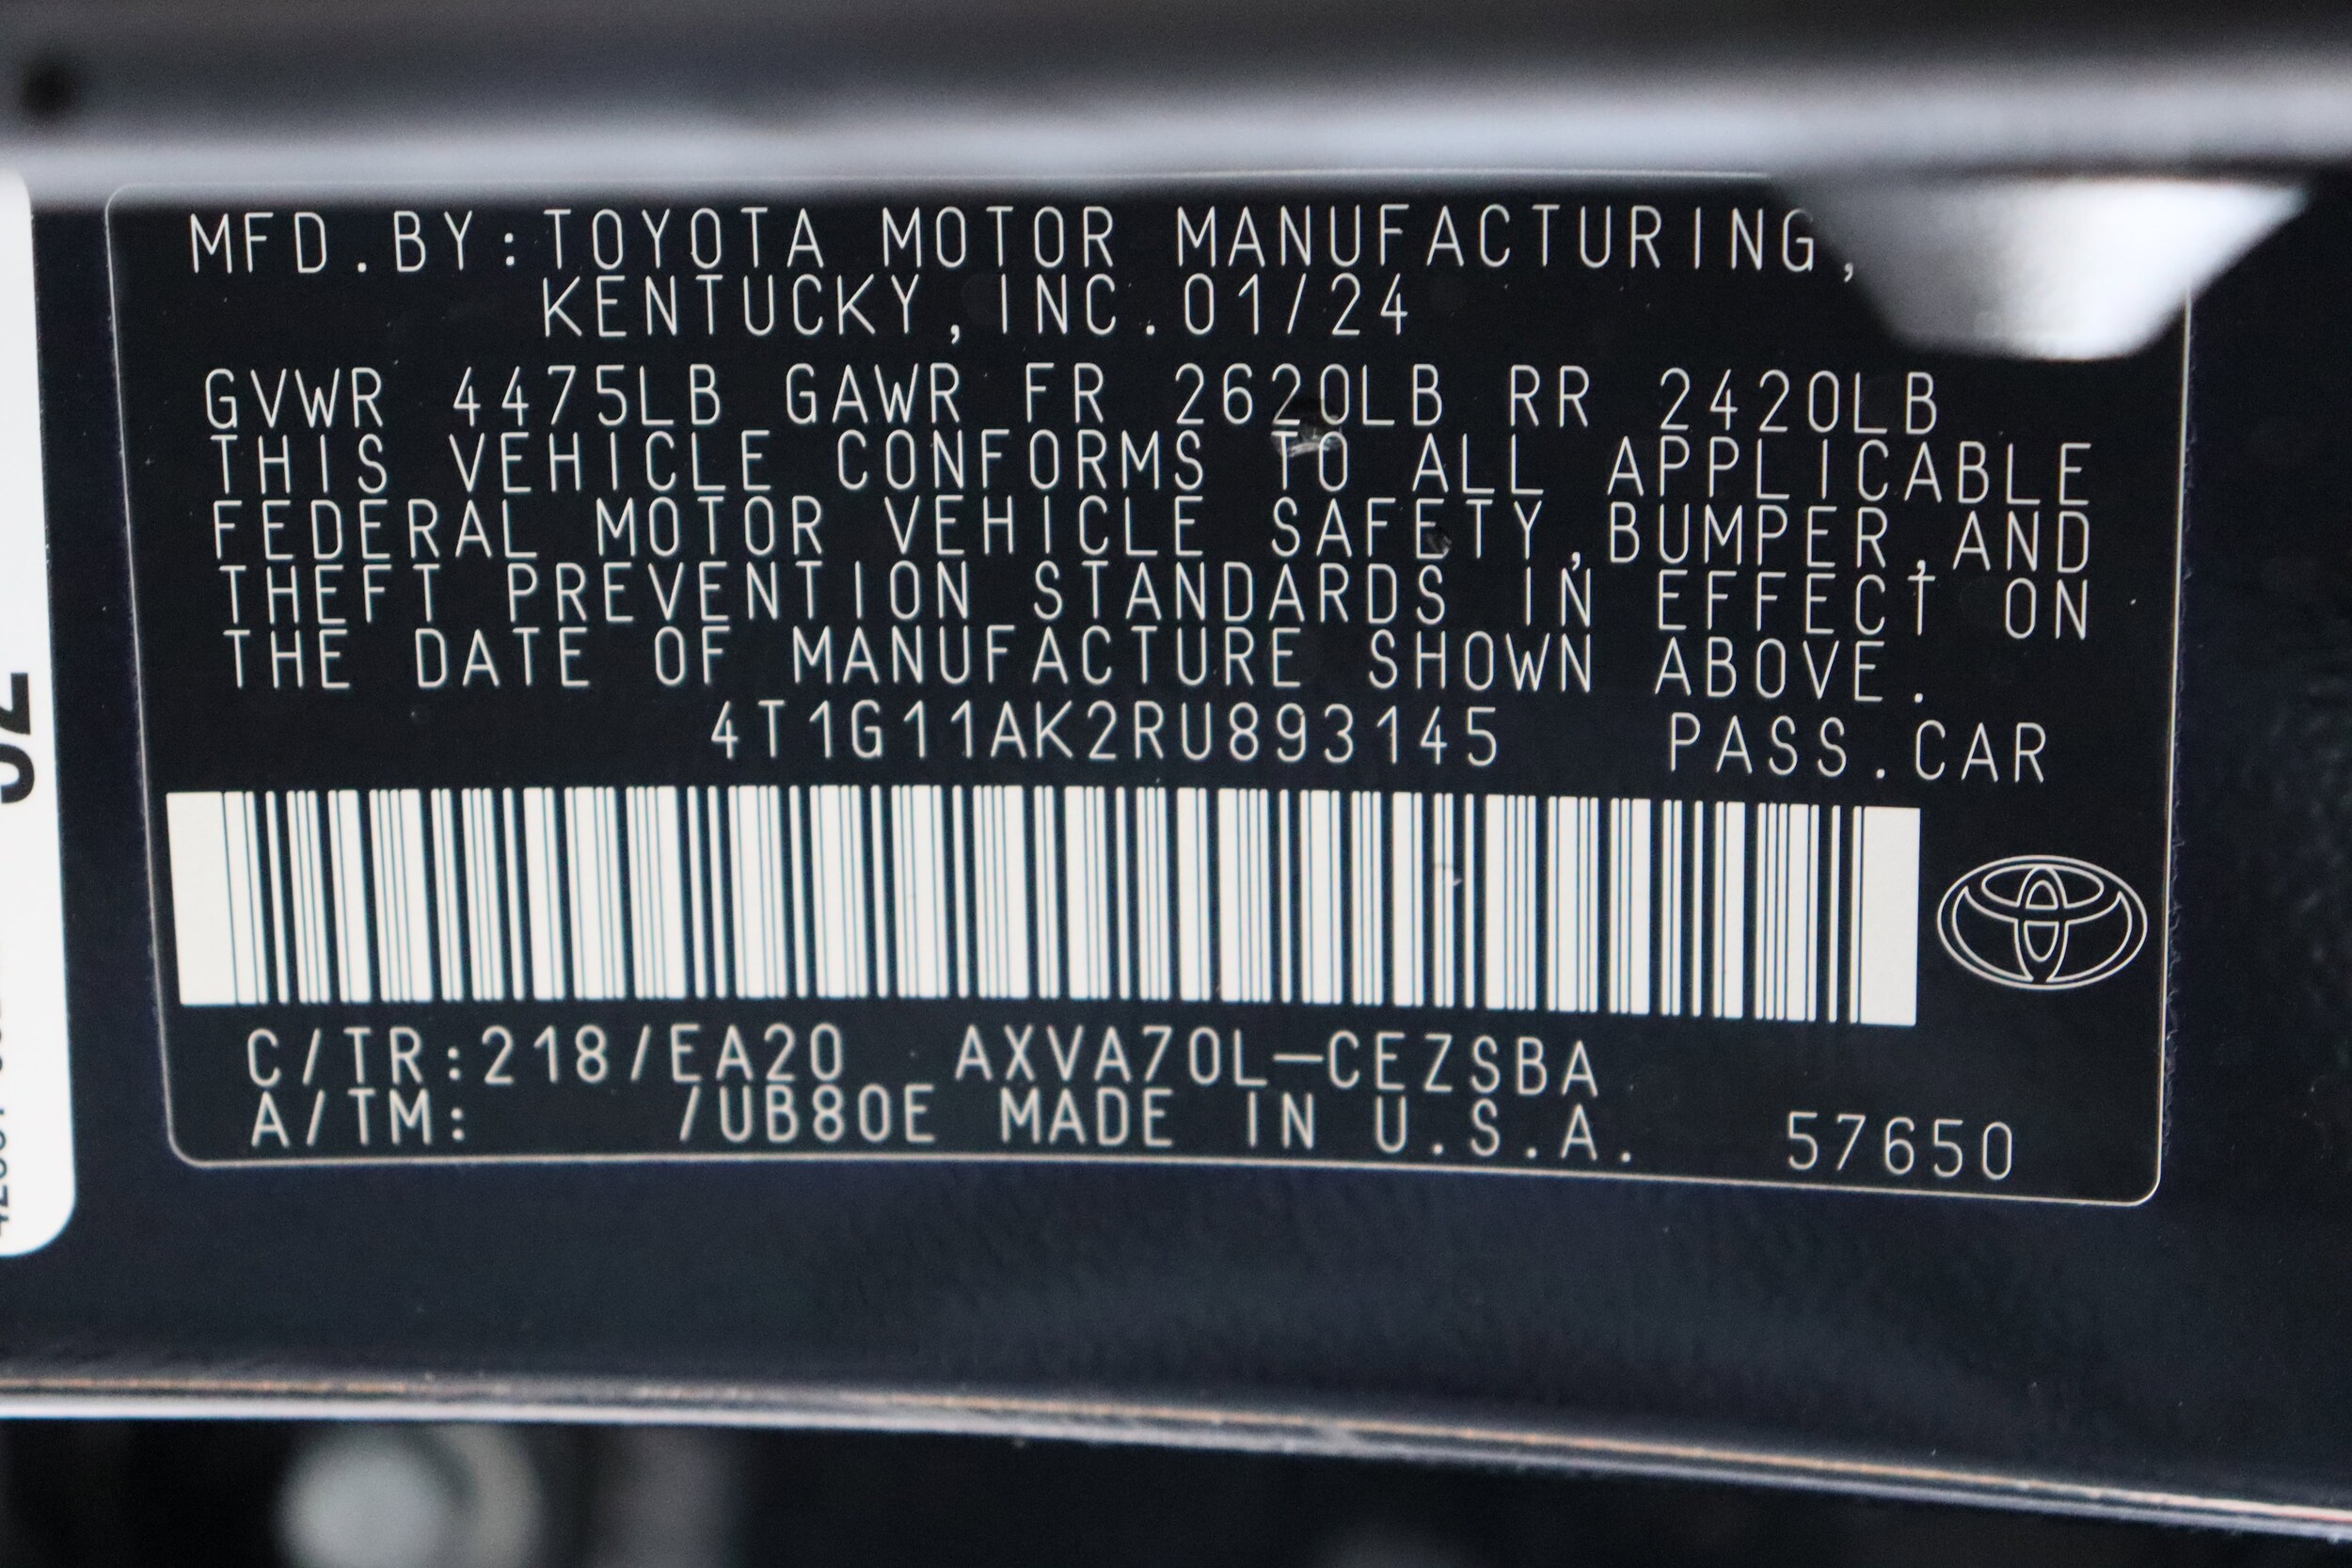 MFD.BY:TOYOTA MOTOR MANUFACTURING,
KENTUCKY,INC.01/24
GVWR 4475LB GAWR FR 2620LB RR 2420LB
THIS VEHICLE CONFORMS TO ALL APPLICABLE
FEDERAL MOTOR VEHICLE SAFETY,BUMPER,AND
THEFT PREVENTION STANDARDS IN EFFECT ON
THE DATE OF MANUFACTURE SHOWN ABOVE.
4T1G11AK2RU893145 PASS.CAR
C/TR:218/EA20 AXVA70L-CEZSBA
A/TM: /UB80E MADE IN U.S.A. 57650